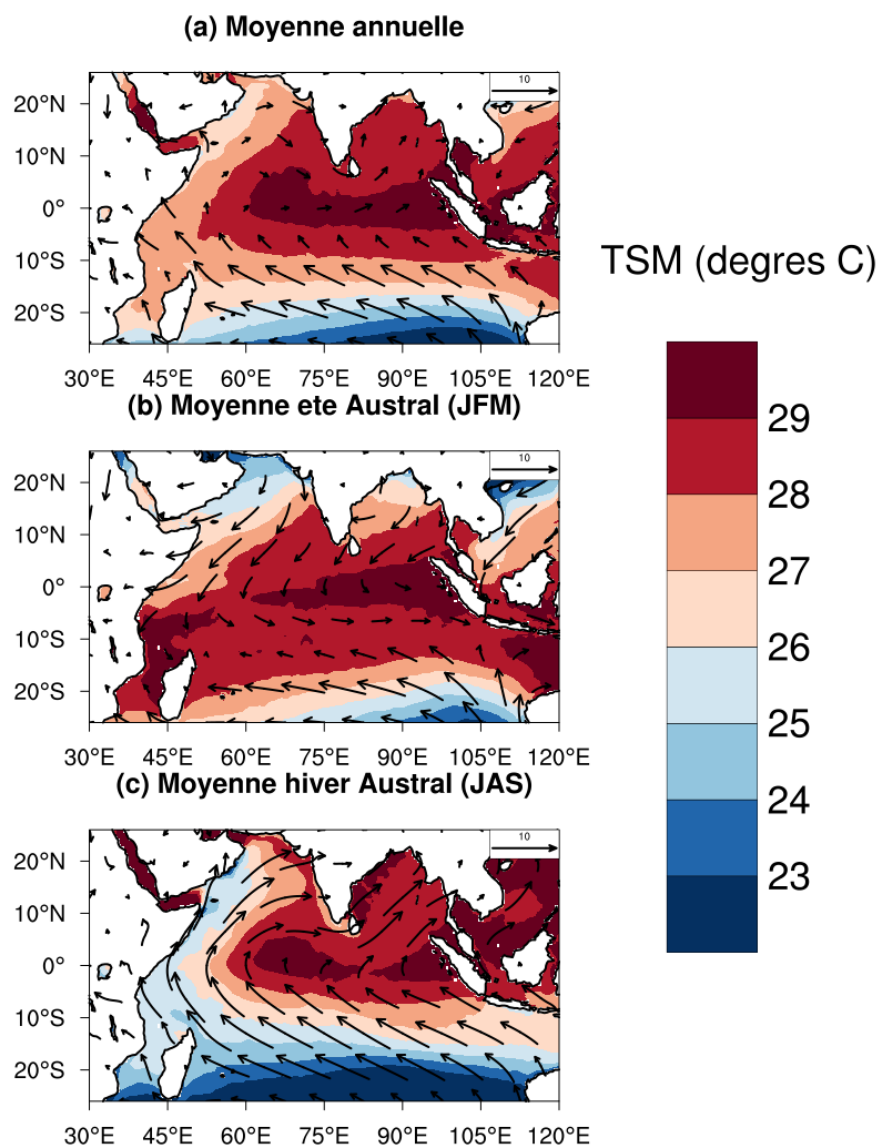 (a) Moyenne annuelle
10
20°N
10°N
0°
10°S
20°S
30°E 45°E 60°E 75°E 90°E 105°E 120°E
(b) Moyenne ete Austral (JFM)
10
20°N
10°N
0°
10°S
20°S
30°E 45°E 60°E 75°E 90°E 105°E 120°E
(c) Moyenne hiver Austral (JAS)
10
20°N
10°N
0°
10°S
20°S
30°E 45°E 60°E 75°E 90°E 105°E 120°E
TSM (degres C)
29
28
27
26
25
24
23